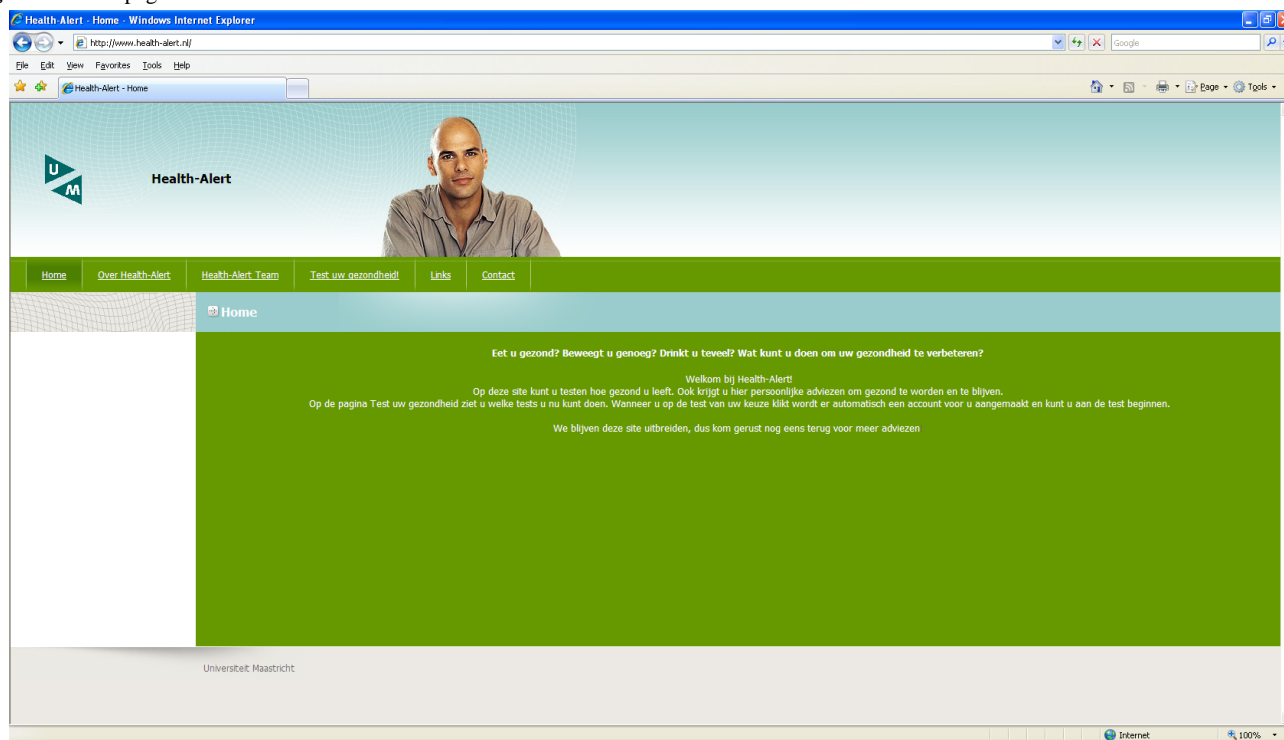 Health-Alert - Home - Windows Internet Explorer
http://www.health-alert.nl/
Google
File Edit View Favorites Tools Help
Health-Alert - Home
Page Tools
U
M
Health-Alert
Home Over Health-Alert Health-Alert Team Test uw gezondheid! Links Contact
Home
Eet u gezond? Beweegt u genoeg? Drinkt u teveel? Wat kunt u doen om uw gezondheid te verbeteren?
Welkom bij Health-Alert!
Op deze site kunt u testen hoe gezond u leeft. Ook krijgt u hier persoonlijke adviezen om gezond te worden en te blijven.
Op de pagina Test uw gezondheid ziet u welke tests u nu kunt doen. Wanneer u op de test van uw keuze klikt wordt er automatisch een account voor u aangemaakt en kunt u aan de test beginnen.
We blijven deze site uitbreiden, dus kom gerust nog eens terug voor meer adviezen
Universiteit Maastricht
Internet 100%